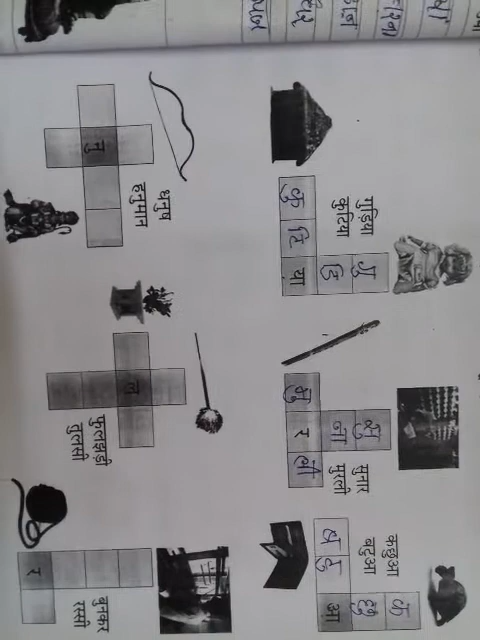 गुड़िया
कुटिया
गु
ड़ि
कु टि या
सुनार
मुरली
सु
ना
मु र ली
कछुआ
बटुआ
क
छु
ब टु आ
धनुष
हनुमान
नु
फुलझड़ी
तुलसी
ल
बुनकर
रस्सी
र